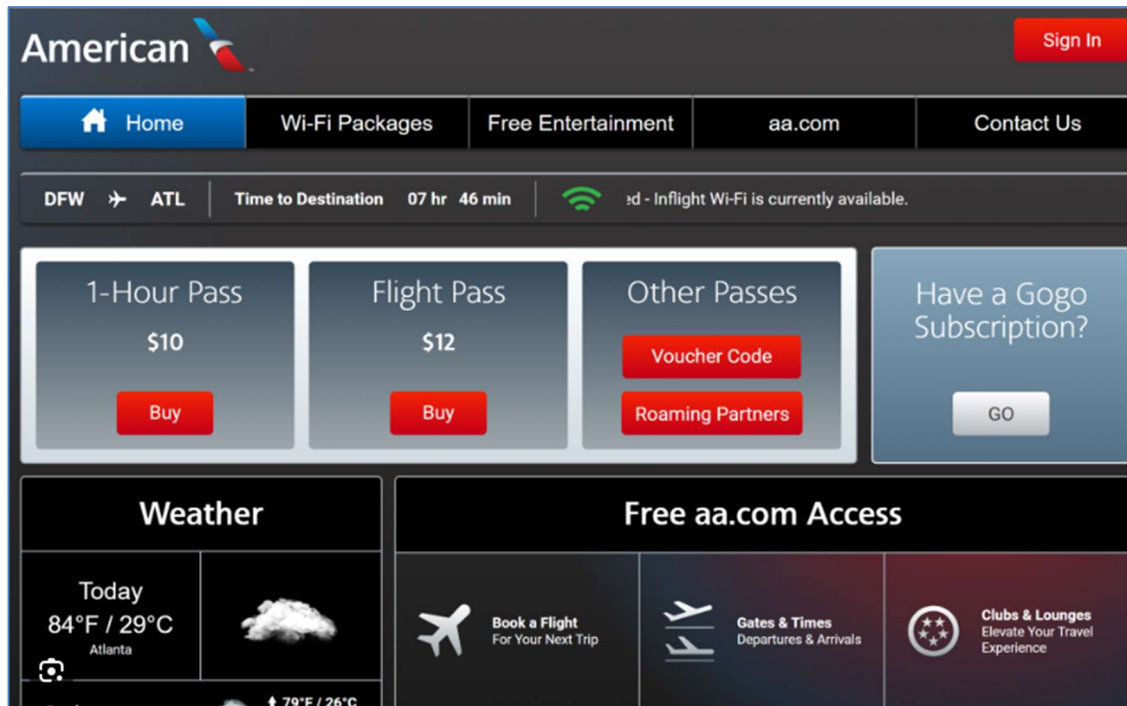 American
Sign In
Home
Wi-Fi Packages
Free Entertainment
aa.com
Contact Us
DFW ATL
Time to Destination 07 hr 46 min
ed - Inflight Wi-Fi is currently available.
1-Hour Pass
$10
Buy
Flight Pass
$12
Buy
Other Passes
Voucher Code
Roaming Partners
Have a Gogo
Subscription?
GO
Weather
Today
84°F / 29°C
Atlanta
79°F / 26°C
Free aa.com Access
Book a Flight
For Your Next Trip
Gates & Times
Departures & Arrivals
Clubs & Lounges
Elevate Your Travel
Experience